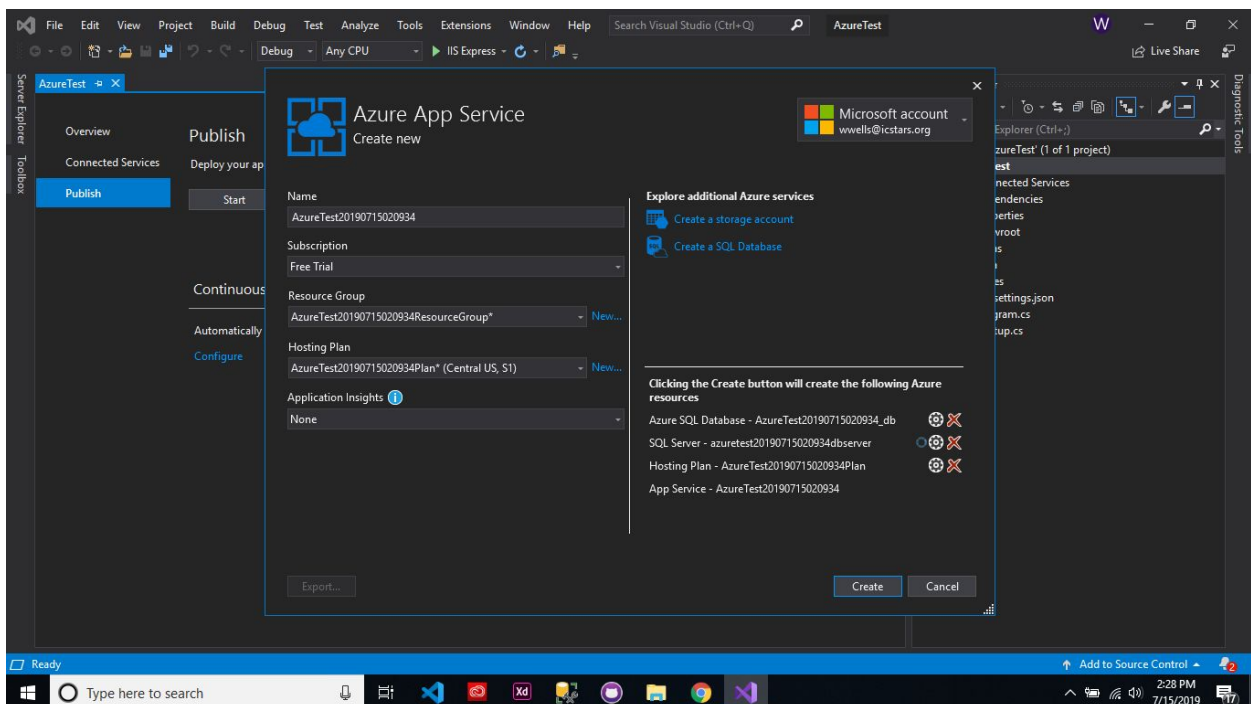 File Edit View Project Build Debug Test Analyze Tools Extensions Window Help Search Visual Studio (Ctrl+Q) AzureTest W
Debug Any CPU IIS Express Live Share
Server Explorer
Toolbox
AzureTest
Overview
Connected Services
Publish
Publish
Deploy your ap
Start
Continuous
Automatically
Configure
Azure App Service
Create new
Microsoft account
wwells@icstars.org
Name
AzureTest20190715020934
Subscription
Free Trial
Resource Group
AzureTest20190715020934ResourceGroup* New...
Hosting Plan
AzureTest20190715020934Plan* (Central US, S1) New...
Application Insights
None
Explore additional Azure services
Create a storage account
Create a SQL Database
Clicking the Create button will create the following Azure
resources
Azure SQL Database - AzureTest20190715020934_db
SQL Server - azuretest20190715020934dbserver
Hosting Plan - AzureTest20190715020934Plan
App Service - AzureTest20190715020934
Export...
Create Cancel
Explorer (Ctrl+;)
zureTest' (1 of 1 project)
est
nected Services
endencies
perties
vroot
es
settings.json
gram.cs
tup.cs
Diagnostic Tools
Ready Add to Source Control 2
Type here to search Xd
2:28 PM
7/15/2019
17